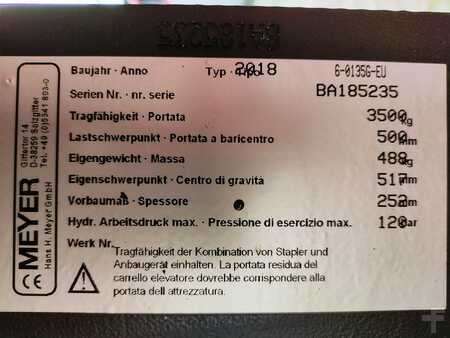 BA185235
Baujahr · Anno 2018 Typ · Tipo 6-0135G-EU
Serien Nr. · nr. serie BA185235
Tragfähigkeit · Portata 3500 kg
Lastschwerpunkt · Portata a baricentro 500 mm
Eigengewicht · Massa 488 kg
Eigenschwerpunkt · Centro di gravità 517 mm
Vorbaumaß · Spessore 252 mm
Hydr. Arbeitsdruck max. · Pressione di esercizio max. 120 bar
Werk Nr.
Tragfähigkeit der Kombination von Stapler und
Anbaugerät einhalten. La portata residua del
carrello elevatore dovrebbe corrispondere alla
portata dell attrezzatura.
CE MEYER
Hans H. Meyer GmbH
Gittertor 14
D-38259 Salzgitter
Tel. +49 (0)5341 893-0